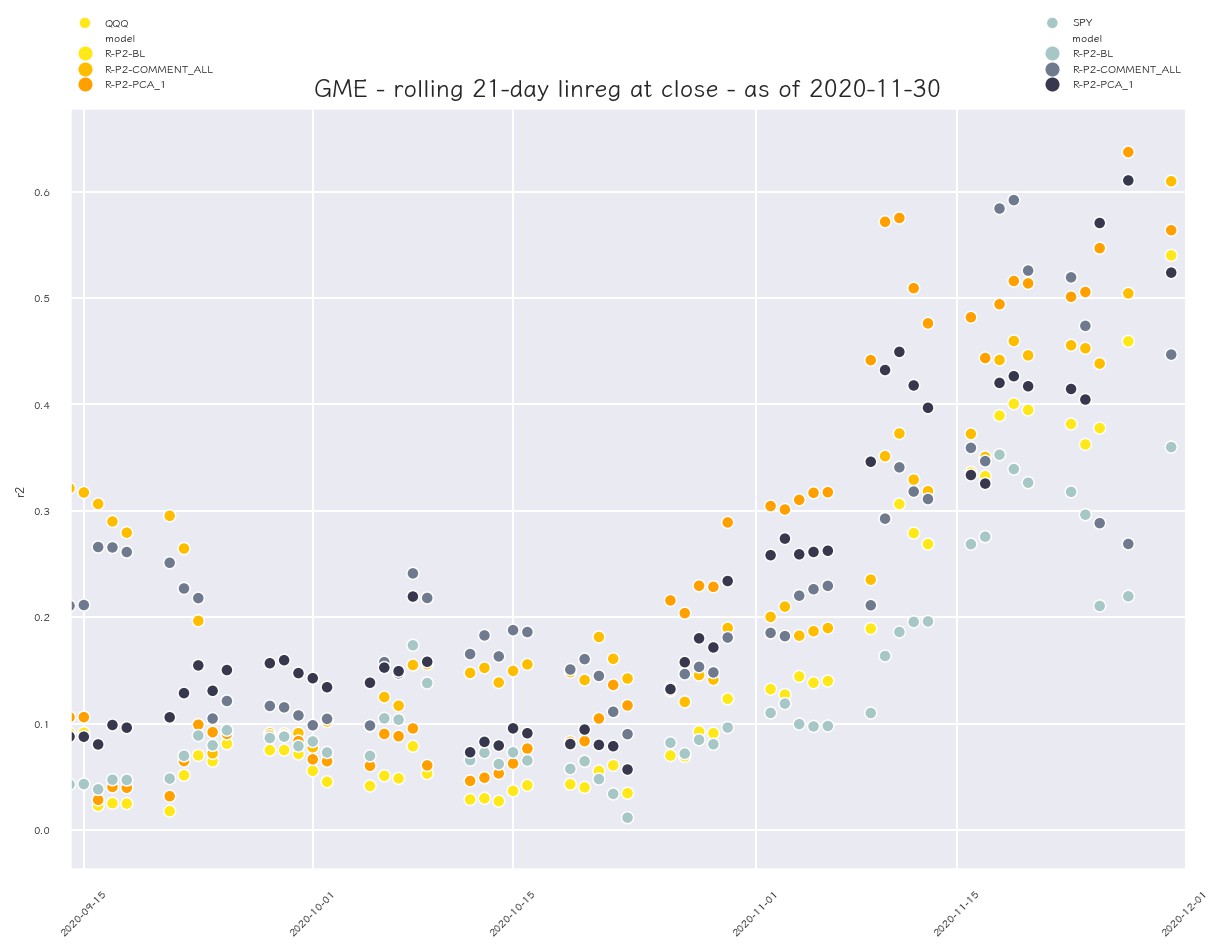 QQQ
model
R-P2-BL
R-P2-COMMENT_ALL
R-P2-PCA_1
SPY
model
R-P2-BL
R-P2-COMMENT_ALL
R-P2-PCA_1
GME - rolling 21-day linreg at close - as of 2020-11-30
r2
0.6
0.5
0.4
0.3
0.2
0.1
0.0
2020-09-15
2020-10-01
2020-10-15
2020-11-01
2020-11-15
2020-12-01